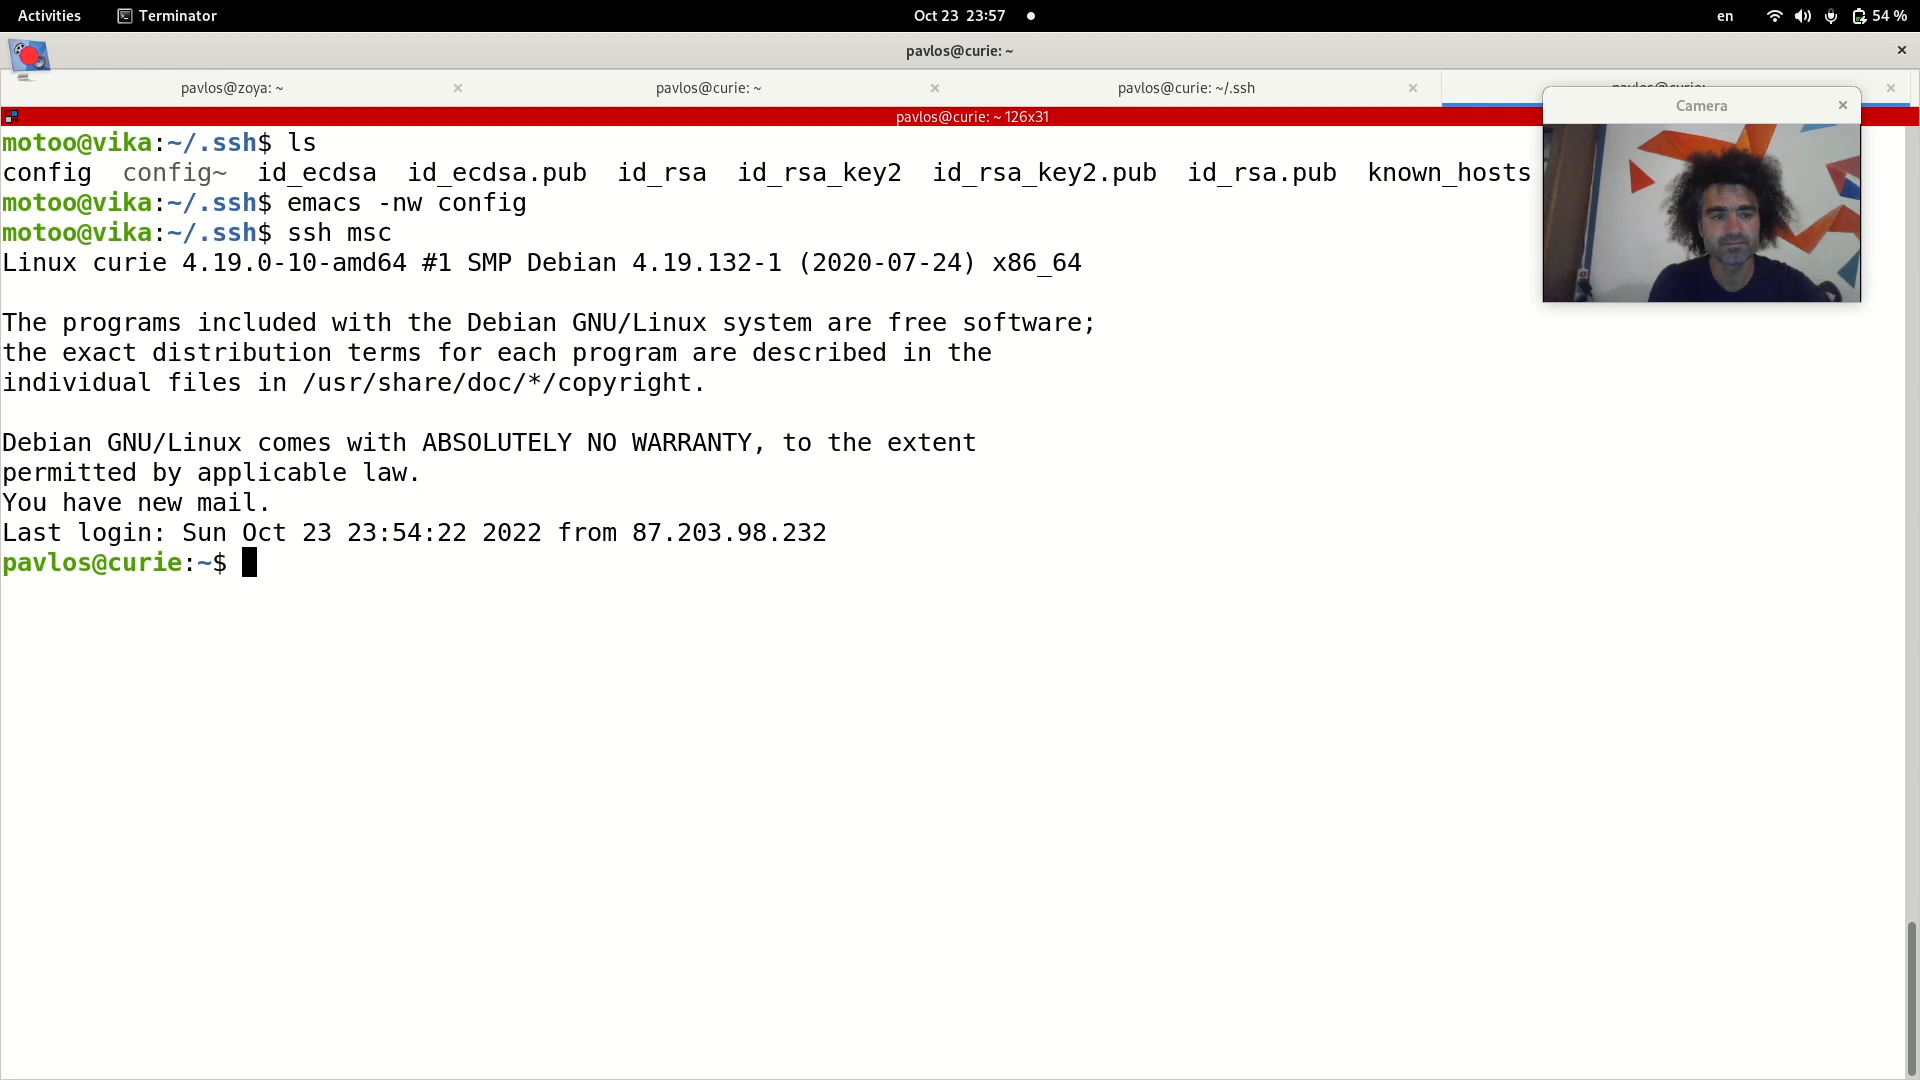 Activities Terminator Oct 23 23:57 en 54 %
pavlos@curie: ~
pavlos@zoya: ~ pavlos@curie: ~ pavlos@curie: ~/.ssh
pavlos@curie: ~ 126x31
Camera
motoo@vika:~/.ssh$ ls
config config~ id_ecdsa id_ecdsa.pub id_rsa id_rsa_key2 id_rsa_key2.pub id_rsa.pub known_hosts
motoo@vika:~/.ssh$ emacs -nw config
motoo@vika:~/.ssh$ ssh msc
Linux curie 4.19.0-10-amd64 #1 SMP Debian 4.19.132-1 (2020-07-24) x86_64
The programs included with the Debian GNU/Linux system are free software;
the exact distribution terms for each program are described in the
individual files in /usr/share/doc/*/copyright.
Debian GNU/Linux comes with ABSOLUTELY NO WARRANTY, to the extent
permitted by applicable law.
You have new mail.
Last login: Sun Oct 23 23:54:22 2022 from 87.203.98.232
pavlos@curie:~$